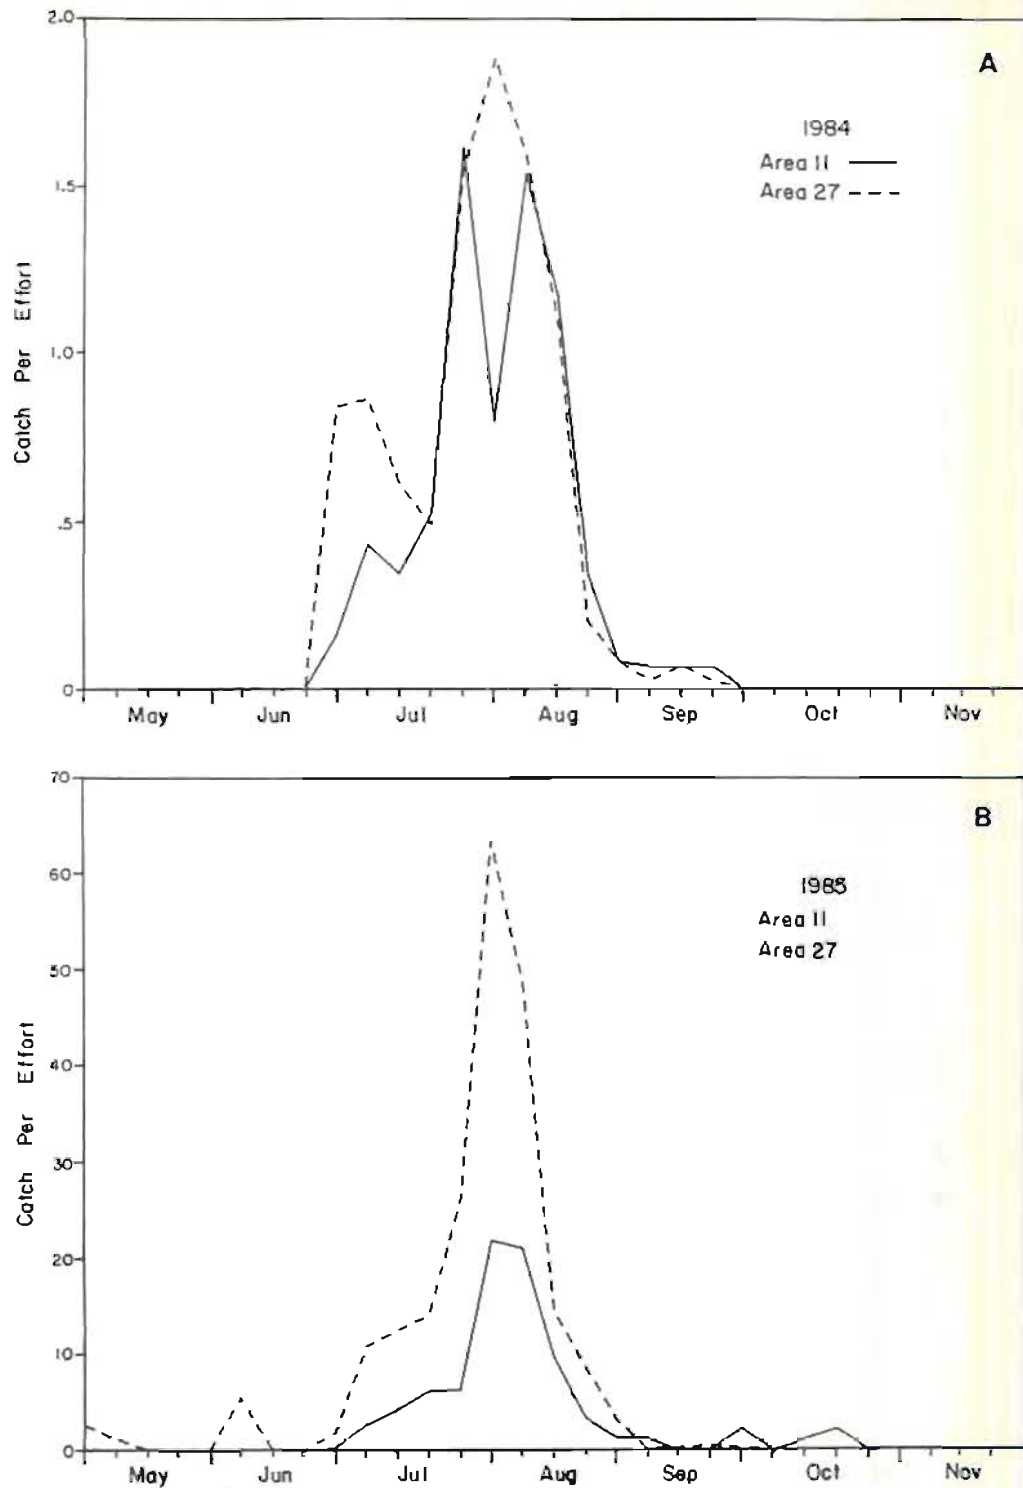 2.0
A
1984
Area 11
1.5
Area 27
Catch Per Effort
1.0
.5
0
May Jun Jul Aug Sep Oct Nov
70
B
60
1985
Area 11
Area 27
50
Catch Per Effort
40
30
20
10
0
May Jun Jul Aug Sep Oct Nov